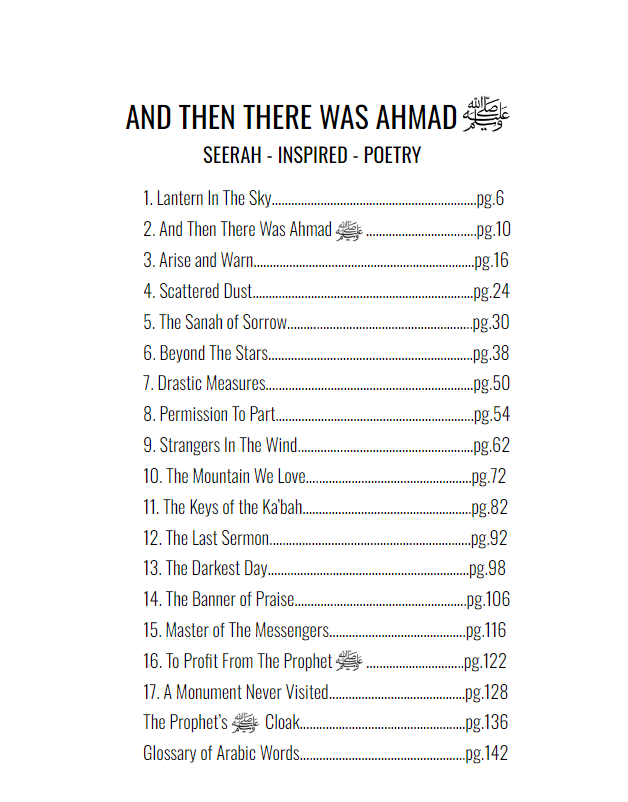 AND THEN THERE WAS AHMAD ﷺ
SEERAH - INSPIRED - POETRY
1. Lantern In The Sky................................................................pg.6
2. And Then There Was Ahmad ﷺ ...................................pg.10
3. Arise and Warn.....................................................................pg.16
4. Scattered Dust.....................................................................pg.24
5. The Sanah of Sorrow..........................................................pg.30
6. Beyond The Stars................................................................pg.38
7. Drastic Measures.................................................................pg.50
8. Permission To Part..............................................................pg.54
9. Strangers In The Wind.......................................................pg.62
10. The Mountain We Love....................................................pg.72
11. The Keys of the Ka'bah.....................................................pg.82
12. The Last Sermon...............................................................pg.92
13. The Darkest Day...............................................................pg.98
14. The Banner of Praise......................................................pg.106
15. Master of The Messengers...........................................pg.116
16. To Profit From The Prophet ﷺ ...............................pg.122
17. A Monument Never Visited...........................................pg.128
The Prophet's ﷺ Cloak....................................................pg.136
Glossary of Arabic Words....................................................pg.142